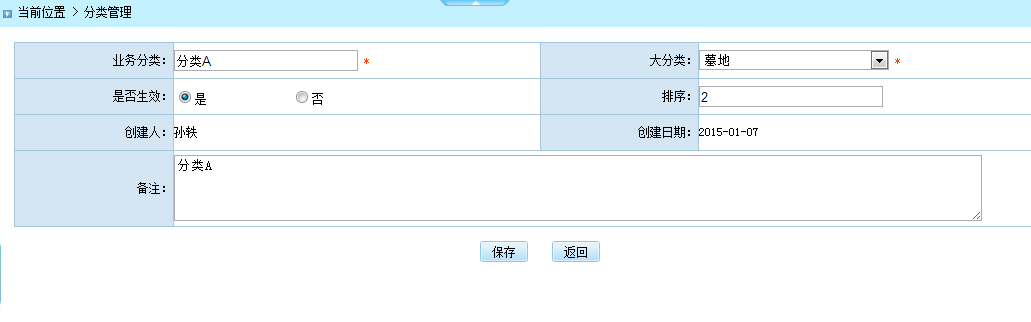 当前位置 > 分类管理
业务分类： 分类A * 大分类： 墓地 *
是否生效： 是 否 排序： 2
创建人： 孙轶 创建日期： 2015-01-07
备注： 分类A
保存 返回